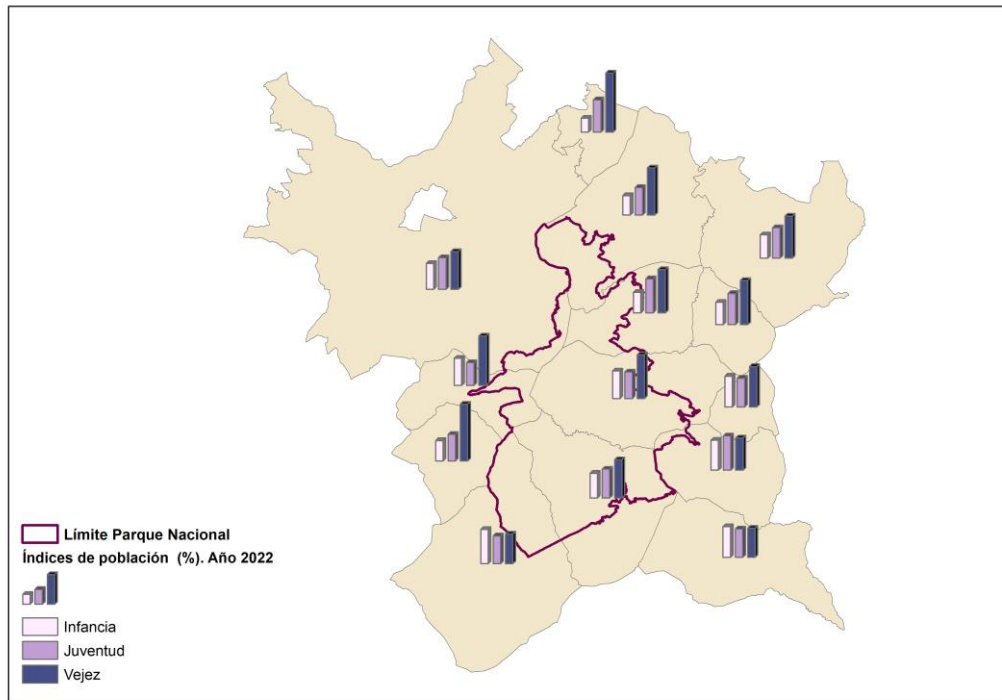 Límite Parque Nacional
Índices de población (%). Año 2022
Infancia
Juventud
Vejez